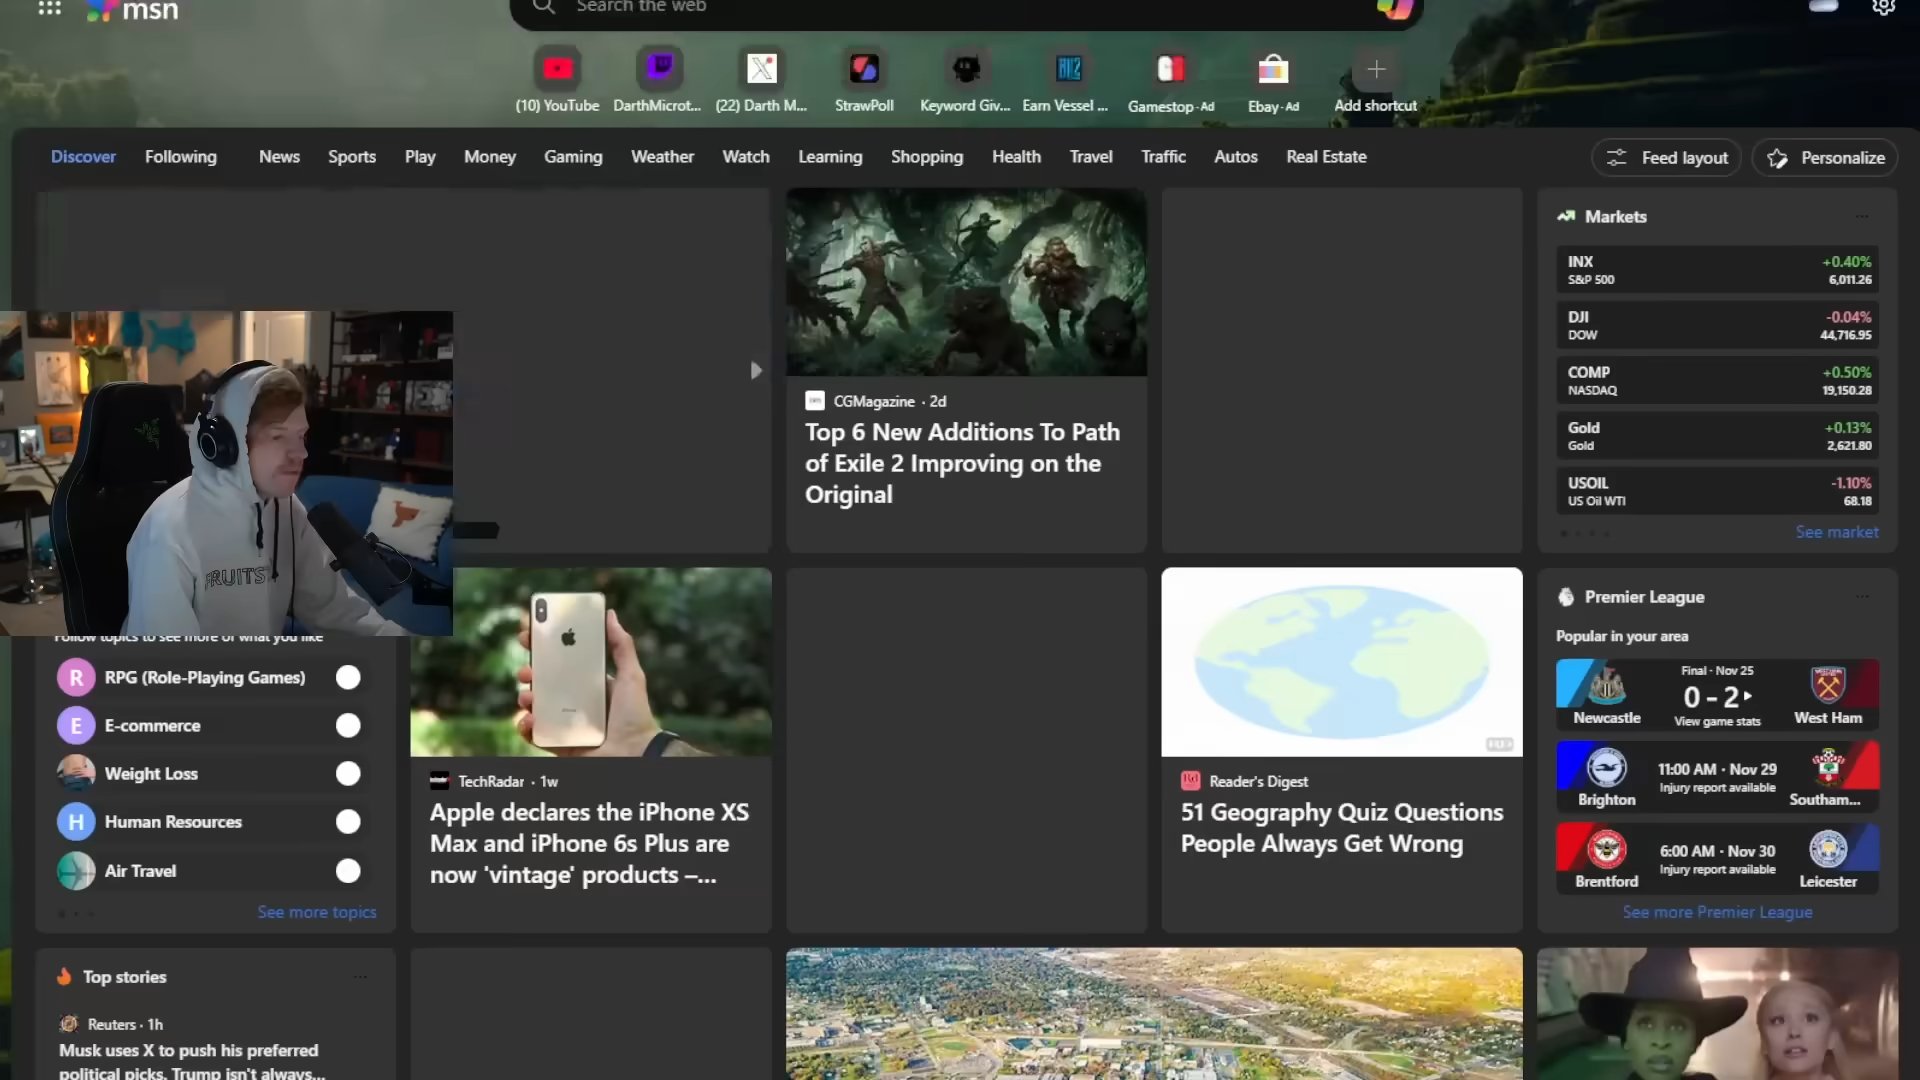 msn
Search the web
(10) YouTube
DarthMicrot...
(22) Darth M...
StrawPoll
Keyword Giv...
Earn Vessel ...
Gamestop · Ad
Ebay · Ad
Add shortcut
Discover
Following
News
Sports
Play
Money
Gaming
Weather
Watch
Learning
Shopping
Health
Travel
Traffic
Autos
Real Estate
Feed layout
Personalize
CGMagazine · 2d
Top 6 New Additions To Path
of Exile 2 Improving on the
Original
Markets
INX
+0.40%
S&P 500
6,011.26
DJI
-0.04%
DOW
44,716.95
COMP
+0.50%
NASDAQ
19,150.28
Gold
+0.13%
Gold
2,621.80
USOIL
-1.10%
US Oil WTI
68.18
See market
FRUITS
Follow topics to see more of what you like
R
RPG (Role-Playing Games)
E
E-commerce
Weight Loss
H
Human Resources
Air Travel
See more topics
TechRadar · 1w
Apple declares the iPhone XS
Max and iPhone 6s Plus are
now 'vintage' products –...
Reader's Digest
51 Geography Quiz Questions
People Always Get Wrong
Premier League
Popular in your area
Final · Nov 25
0 - 2
View game stats
Newcastle
West Ham
11:00 AM · Nov 29
Injury report available
Brighton
Southam...
6:00 AM · Nov 30
Injury report available
Brentford
Leicester
See more Premier League
Top stories
Reuters · 1h
Musk uses X to push his preferred
political picks. Trump isn't always...